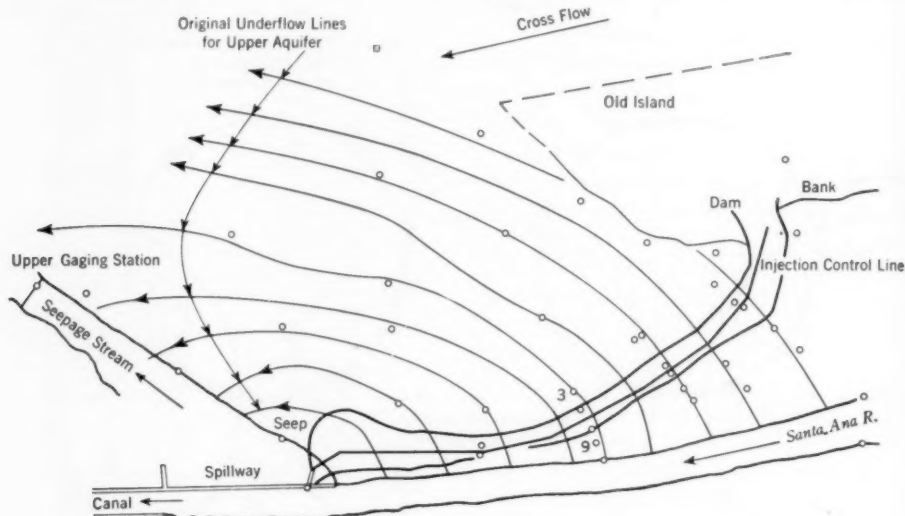 Original Underflow Lines
for Upper Aquifer
Cross Flow
Old Island
Dam
Bank
Upper Gaging Station
Injection Control Line
Seepage Stream
3
Seep
9
Santa Ana R.
Spillway
Canal